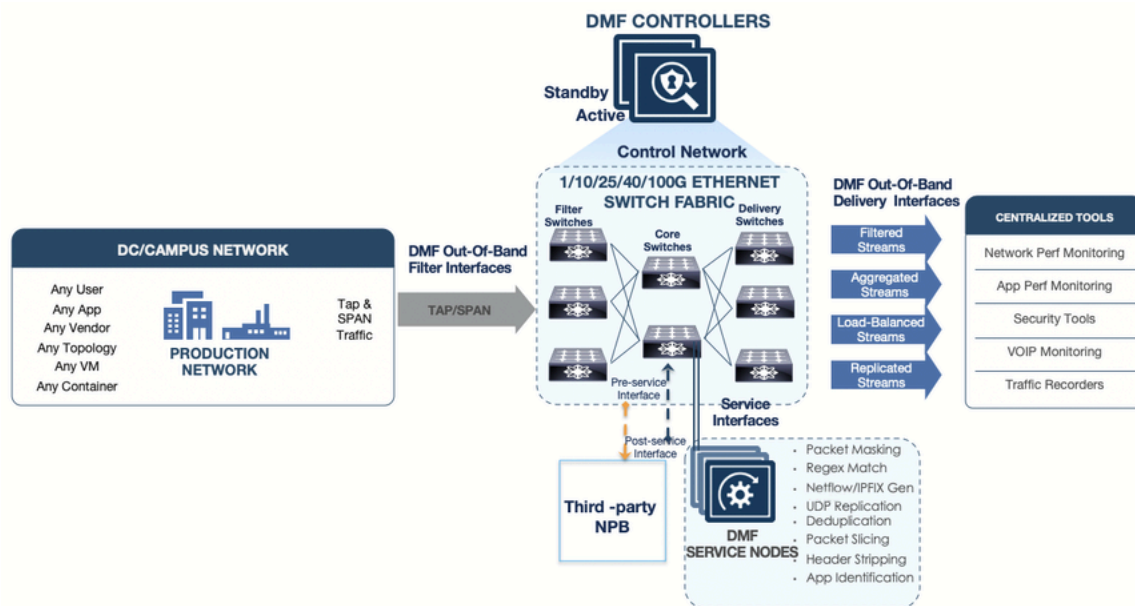 DMF CONTROLLERS
Standby
Active
Control Network
1/10/25/40/100G ETHERNET
SWITCH FABRIC
Filter
Switches
Core
Switches
Delivery
Switches
DC/CAMPUS NETWORK
Any User
Any App
Any Vendor
Any Topology
Any VM
Any Container
PRODUCTION
NETWORK
Tap &
SPAN
Traffic
DMF Out-Of-Band
Filter Interfaces
TAP/SPAN
DMF Out-Of-Band
Delivery Interfaces
Filtered
Streams
Aggregated
Streams
Load-Balanced
Streams
Replicated
Streams
CENTRALIZED TOOLS
Network Perf Monitoring
App Perf Monitoring
Security Tools
VOIP Monitoring
Traffic Recorders
Pre-service
Interface
Post-service
Interface
Service
Interfaces
Third -party
NPB
DMF
SERVICE NODES
• Packet Masking
• Regex Match
• Netflow/IPFIX Gen
• UDP Replication
• Deduplication
• Packet Slicing
• Header Stripping
• App Identification